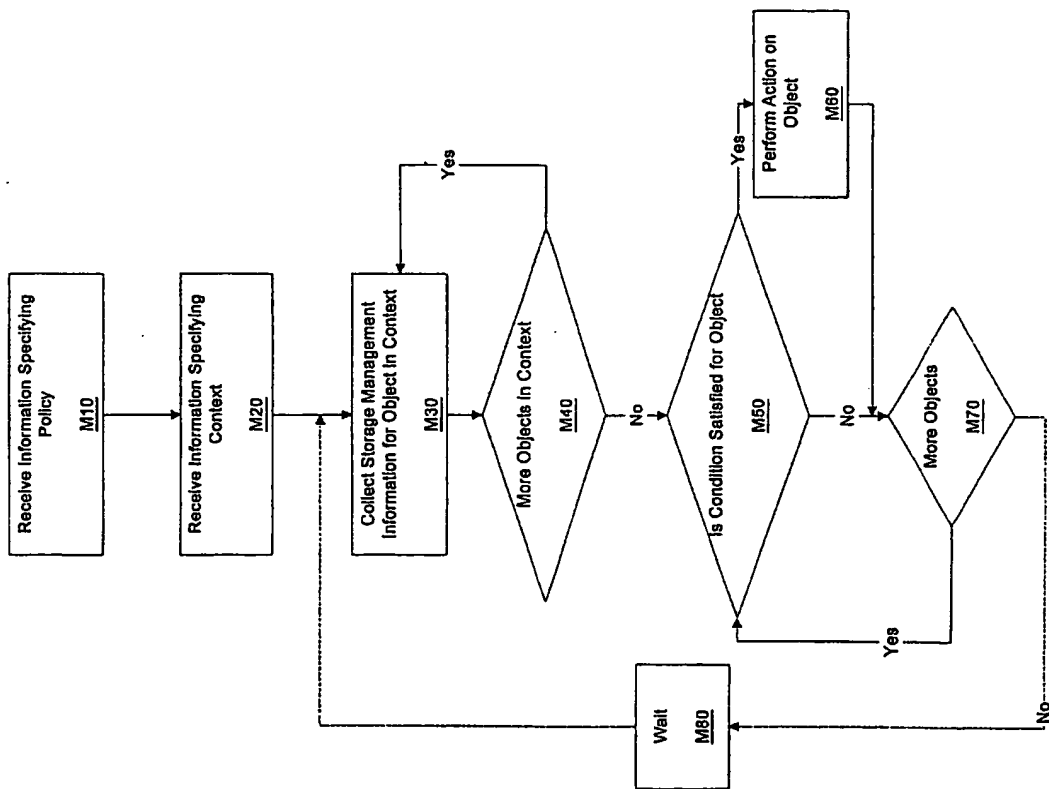 Receive Information Specifying
Policy
M10
Receive Information Specifying
Context
M20
Collect Storage Management
Information for Object In Context
M30
Yes
More Objects In Context
M40
No
Is Condition Satisfied for Object
M50
Yes
Perform Action on
Object
M60
No
More Objects
M70
Yes
No
Wait
M80